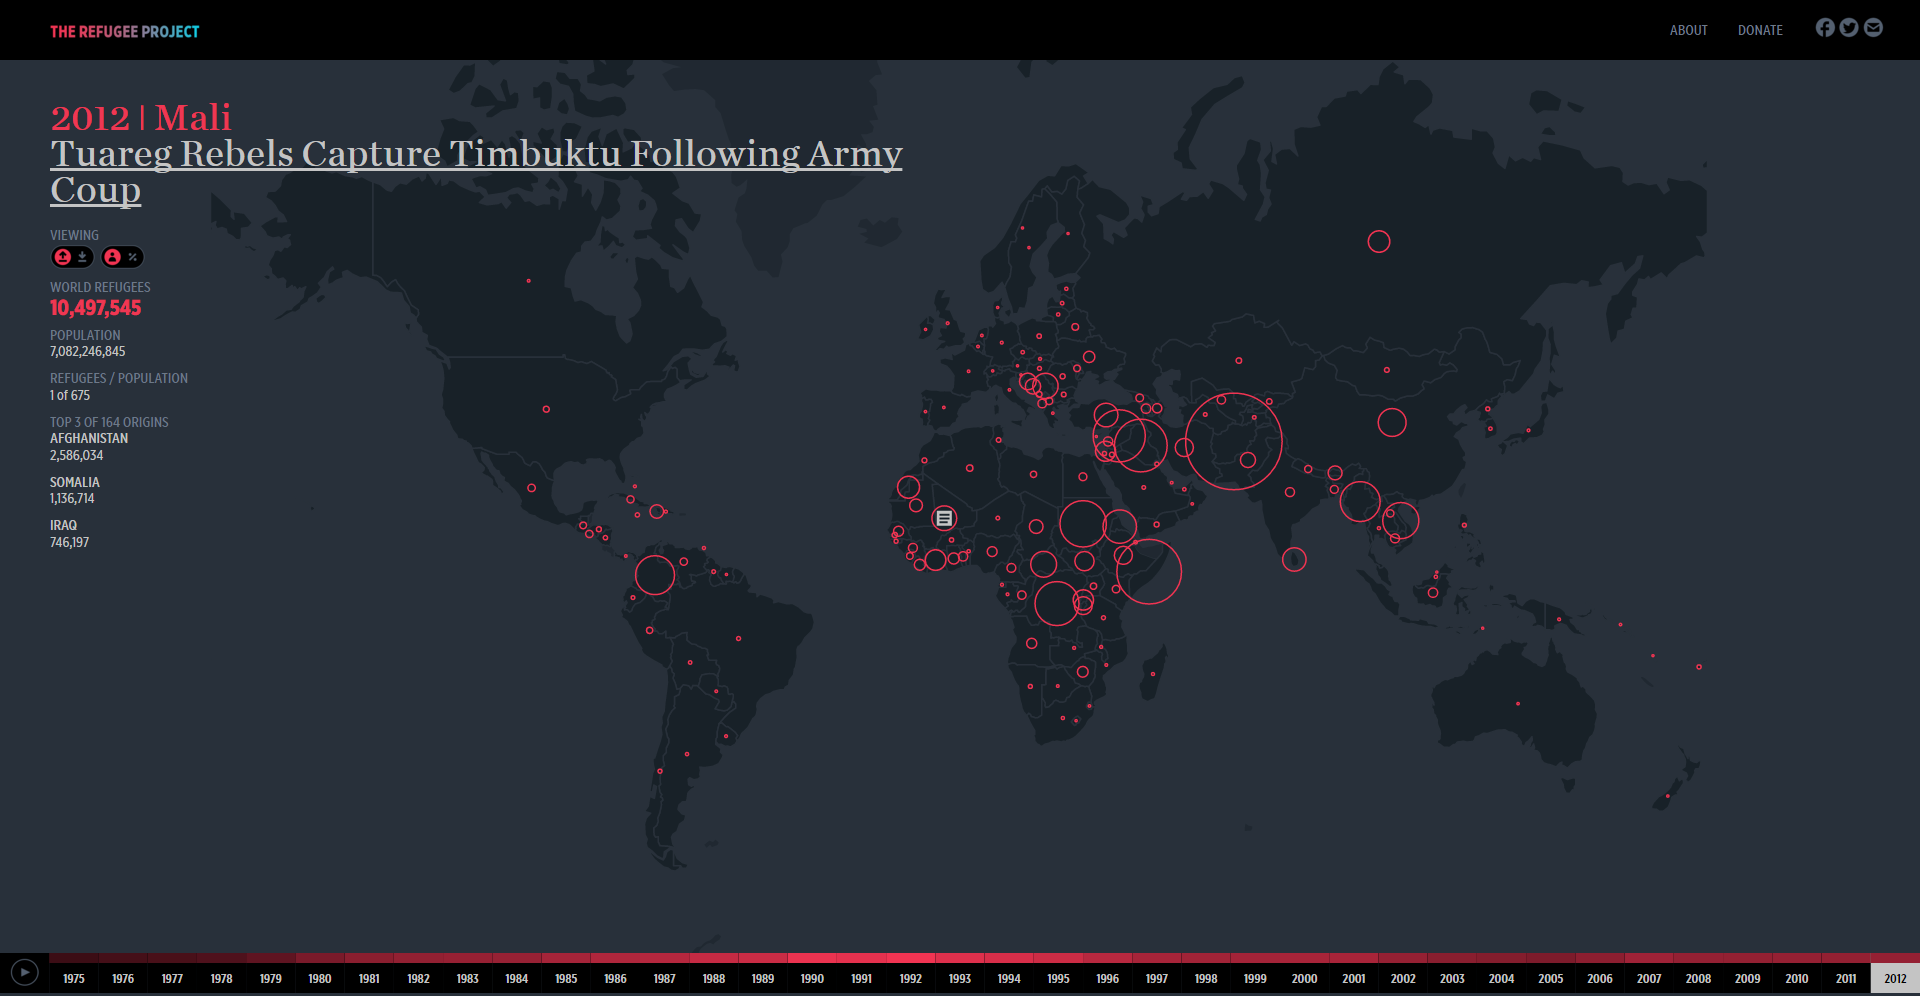 THE REFUGEE PROJECT
ABOUT
DONATE
2012 | Mali
Tuareg Rebels Capture Timbuktu Following Army
Coup
VIEWING
%
WORLD REFUGEES
10,497,545
POPULATION
7,082,246,845
REFUGEES / POPULATION
1 of 675
TOP 3 OF 164 ORIGINS
AFGHANISTAN
2,586,034
SOMALIA
1,136,714
IRAQ
746,197
1975 1976 1977 1978 1979 1980 1981 1982 1983 1984 1985 1986 1987 1988 1989 1990 1991 1992 1993 1994 1995 1996 1997 1998 1999 2000 2001 2002 2003 2004 2005 2006 2007 2008 2009 2010 2011 2012